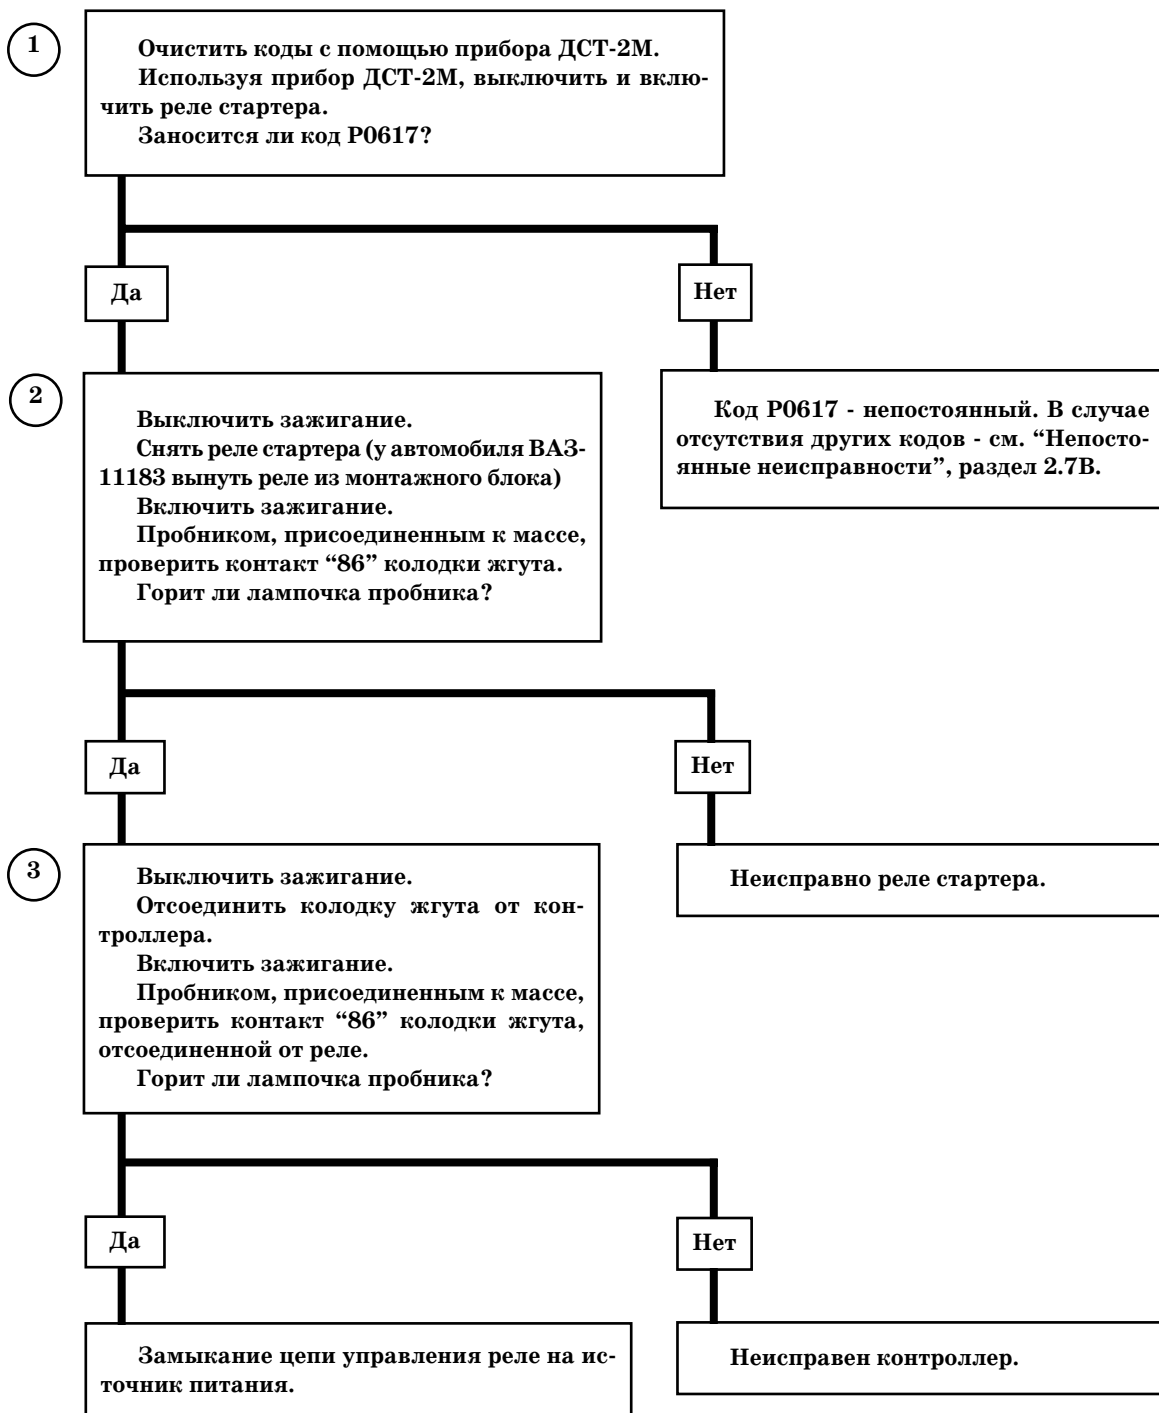 1
Очистить коды с помощью прибора ДСТ-2М.
Используя прибор ДСТ-2М, выключить и вклю-
чить реле стартера.
Заносится ли код Р0617?
Да
Нет
2
Выключить зажигание.
Снять реле стартера (у автомобиля ВАЗ-
11183 вынуть реле из монтажного блока)
Включить зажигание.
Пробником, присоединенным к массе,
проверить контакт “86” колодки жгута.
Горит ли лампочка пробника?
Код Р0617 - непостоянный. В случае
отсутствия других кодов - см. “Непосто-
янные неисправности”, раздел 2.7В.
Да
Нет
3
Выключить зажигание.
Отсоединить колодку жгута от кон-
троллера.
Включить зажигание.
Пробником, присоединенным к массе,
проверить контакт “86” колодки жгута,
отсоединенной от реле.
Горит ли лампочка пробника?
Неисправно реле стартера.
Да
Нет
Замыкание цепи управления реле на ис-
точник питания.
Неисправен контроллер.